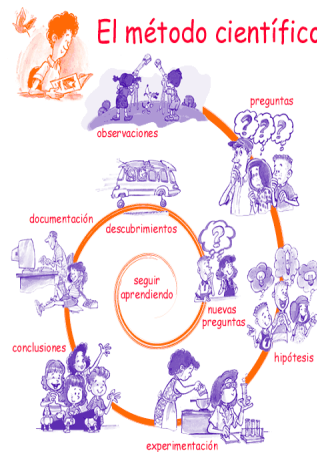 El método científico
preguntas
observaciones
documentación
descubrimientos
seguir
aprendiendo
nuevas
preguntas
conclusiones
hipótesis
experimentación